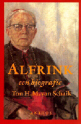 ALFRINK
een biografie
Ton H.M. van Schaik